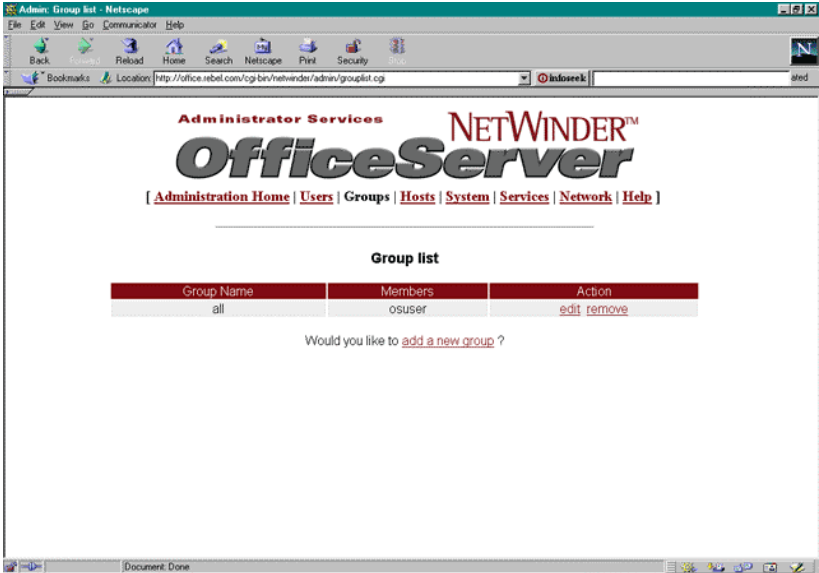 Admin: Group list - Netscape
File Edit View Go Communicator Help
Back Forward Reload Home Search Netscape Print Security Stop
Bookmarks Location: http://office.rebel.com/cgi-bin/netwinder/admin/grouplist.cgi infoseek ated
Administrator Services NETWINDER™
OfficeServer
[ Administration Home | Users | Groups | Hosts | System | Services | Network | Help ]
Group list
Group Name Members Action
all osuser edit remove
Would you like to add a new group ?
Document: Done